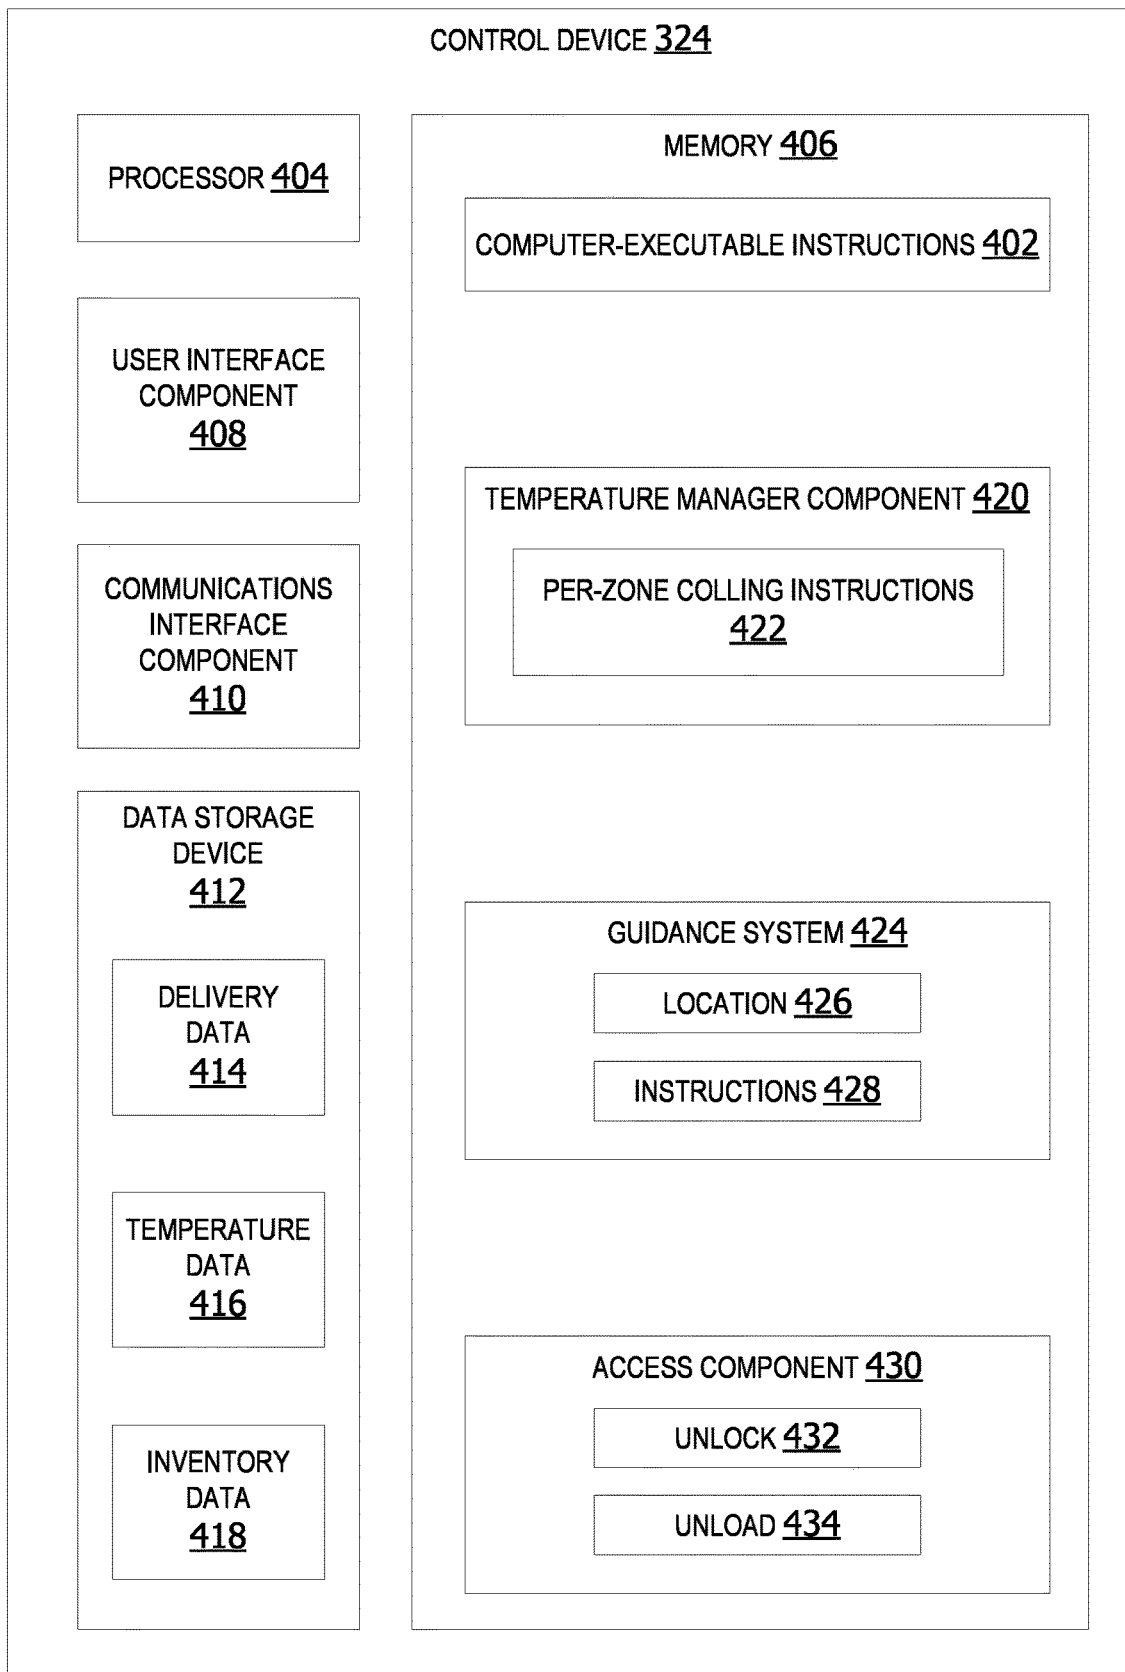 CONTROL DEVICE 324
PROCESSOR 404
USER INTERFACE
COMPONENT
408
COMMUNICATIONS
INTERFACE
COMPONENT
410
DATA STORAGE
DEVICE
412
DELIVERY
DATA
414
TEMPERATURE
DATA
416
INVENTORY
DATA
418
MEMORY 406
COMPUTER-EXECUTABLE INSTRUCTIONS 402
TEMPERATURE MANAGER COMPONENT 420
PER-ZONE COLLING INSTRUCTIONS
422
GUIDANCE SYSTEM 424
LOCATION 426
INSTRUCTIONS 428
ACCESS COMPONENT 430
UNLOCK 432
UNLOAD 434